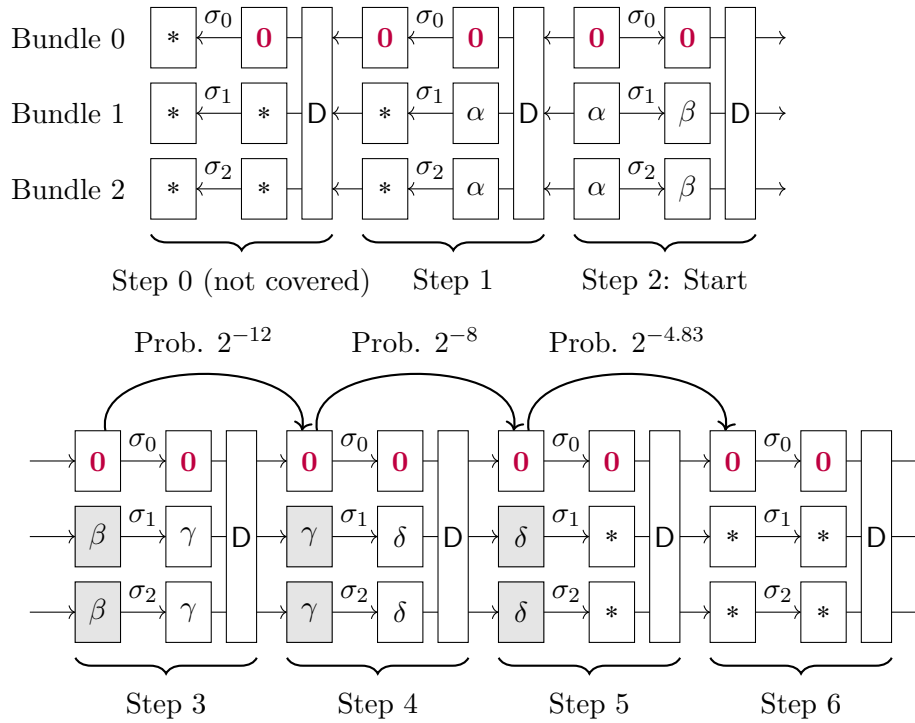 σ₀ σ₀ σ₀
Bundle 0 * 0 0 0 0 0
σ₁ σ₁ σ₁
Bundle 1 * * D * α D α β D
σ₂ σ₂ σ₂
Bundle 2 * * * α α β
Step 0 (not covered) Step 1 Step 2: Start
Prob. 2⁻¹² Prob. 2⁻⁸ Prob. 2⁻⁴·⁸³
σ₀ σ₀ σ₀ σ₀
0 0 0 0 0 0 0 0
σ₁ σ₁ σ₁ σ₁
β γ D γ δ D δ * D * * D
σ₂ σ₂ σ₂ σ₂
β γ γ δ δ * * *
Step 3 Step 4 Step 5 Step 6